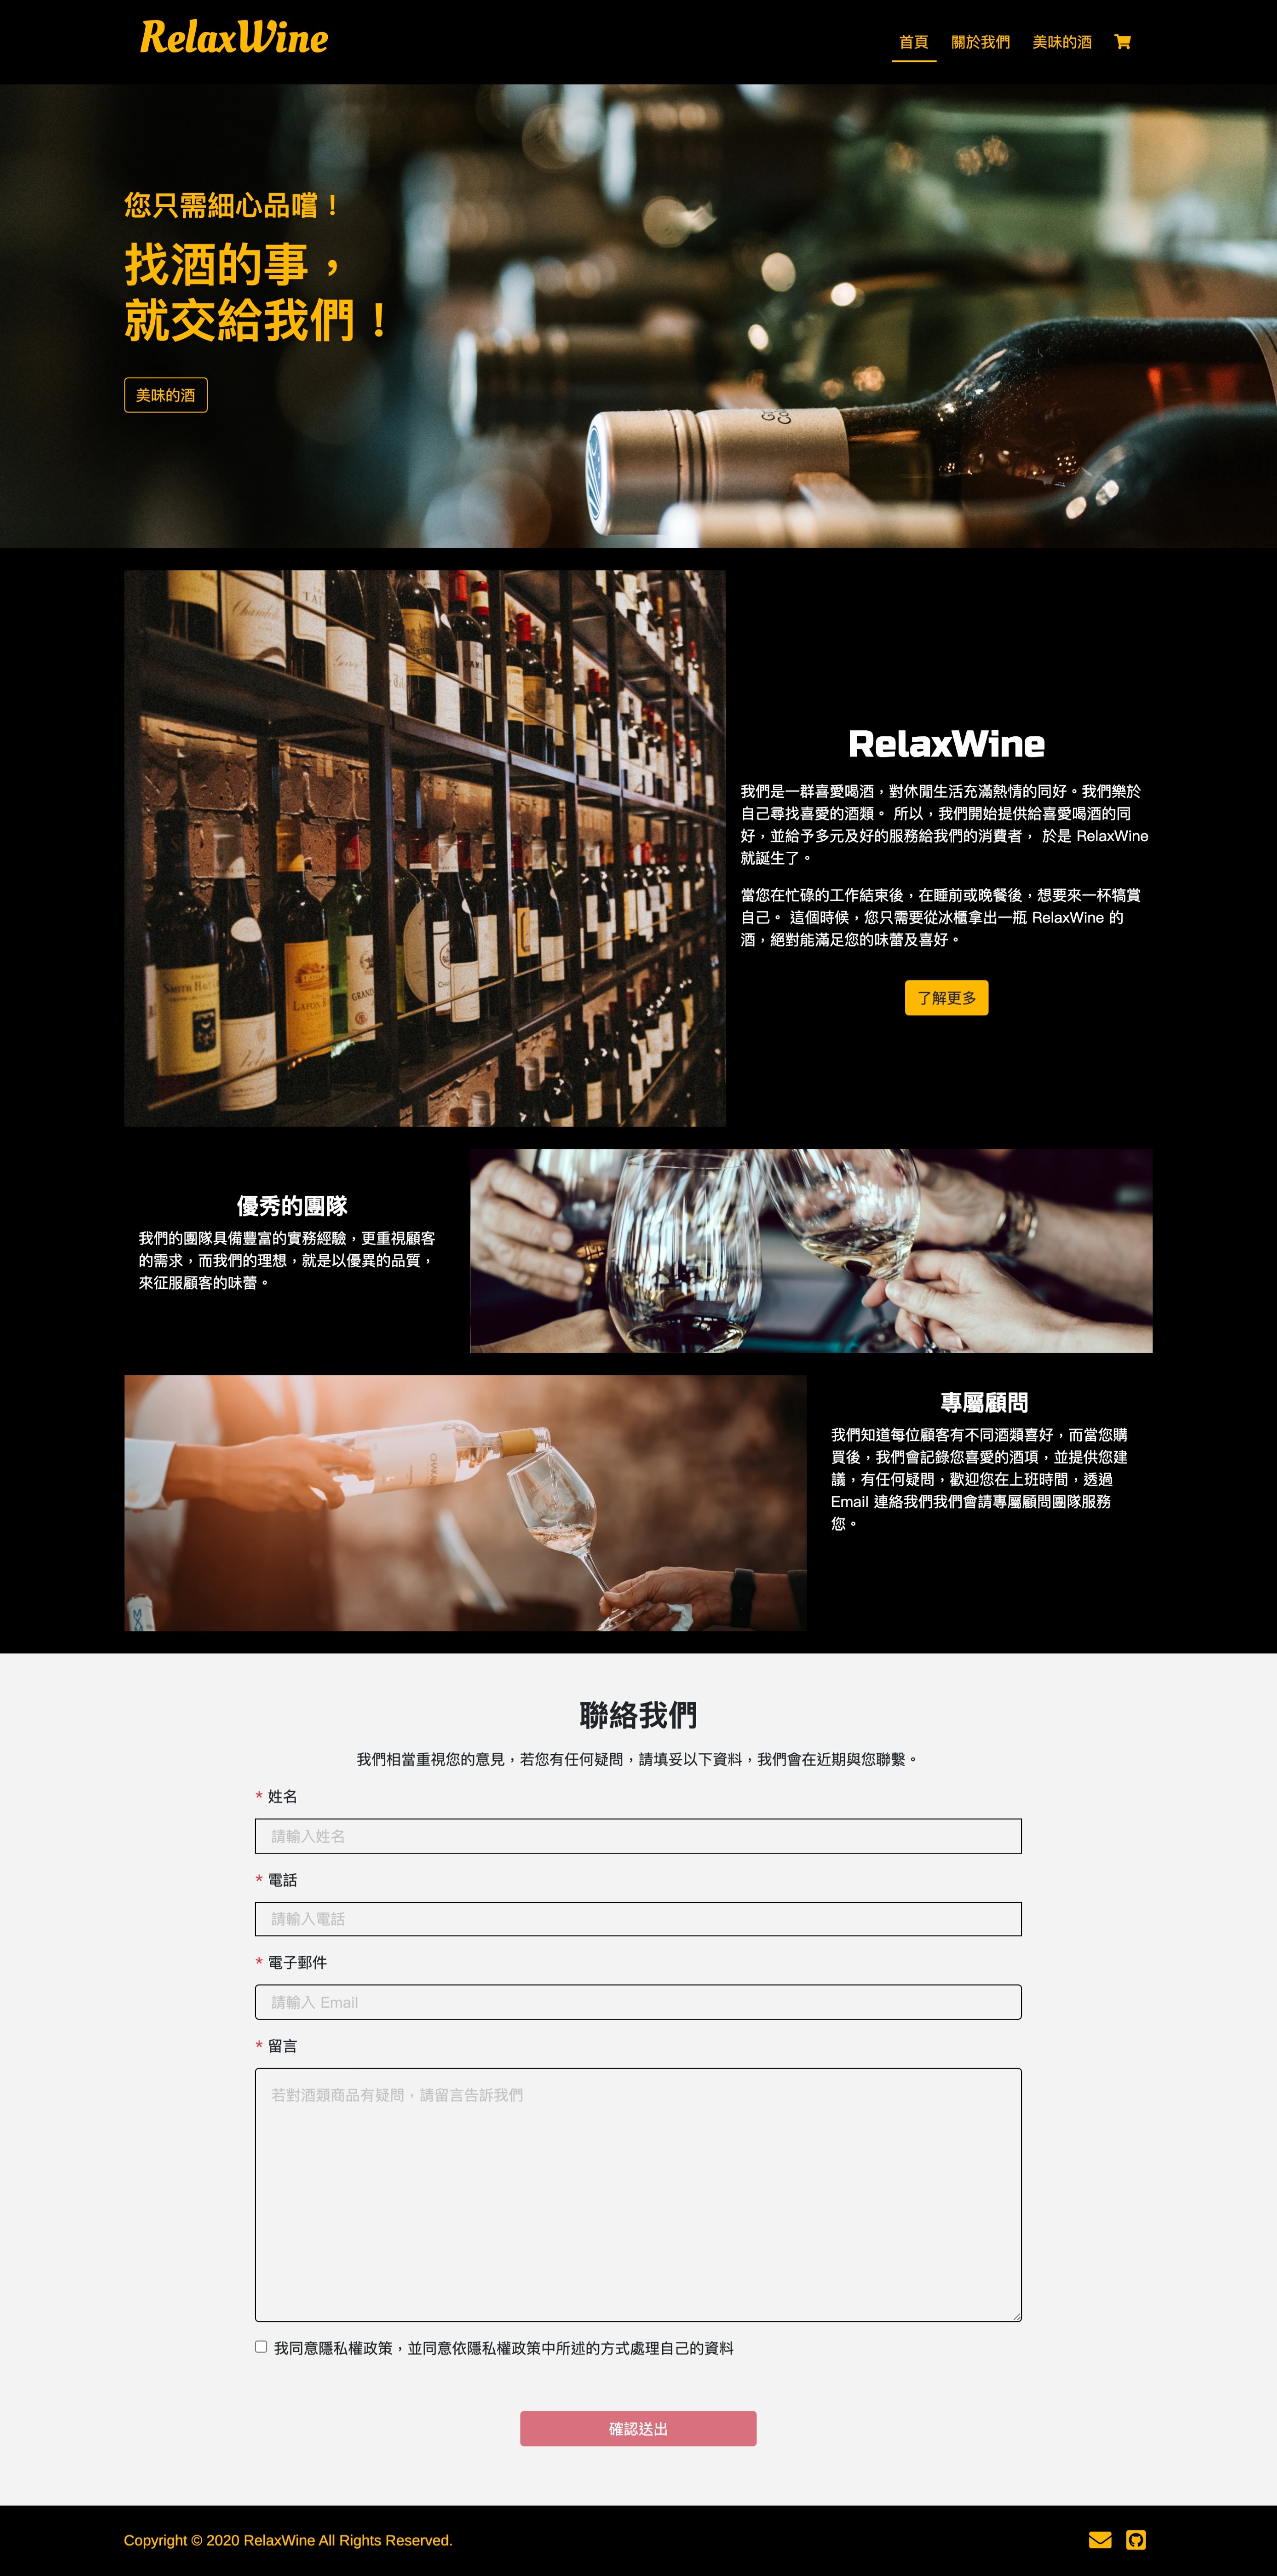 RelaxWine
首頁 關於我們 美味的酒
您只需細心品嚐！
找酒的事，
就交給我們！
美味的酒
RelaxWine
我們是一群喜愛喝酒，對休閒生活充滿熱情的同好。我們樂於
自己尋找喜愛的酒類。 所以，我們開始提供給喜愛喝酒的同
好，並給予多元及好的服務給我們的消費者， 於是 RelaxWine
就誕生了。
當您在忙碌的工作結束後，在睡前或晚餐後，想要來一杯犒賞
自己。 這個時候，您只需要從冰櫃拿出一瓶 RelaxWine 的
酒，絕對能滿足您的味蕾及喜好。
了解更多
優秀的團隊
我們的團隊具備豐富的實務經驗，更重視顧客
的需求，而我們的理想，就是以優異的品質，
來征服顧客的味蕾。
專屬顧問
我們知道每位顧客有不同酒類喜好，而當您購
買後，我們會記錄您喜愛的酒項，並提供您建
議，有任何疑問，歡迎您在上班時間，透過
Email 連絡我們我們會請專屬顧問團隊服務
您。
聯絡我們
我們相當重視您的意見，若您有任何疑問，請填妥以下資料，我們會在近期與您聯繫。
* 姓名
請輸入姓名
* 電話
請輸入電話
* 電子郵件
請輸入 Email
* 留言
若對酒類商品有疑問，請留言告訴我們
我同意隱私權政策，並同意依隱私權政策中所述的方式處理自己的資料
確認送出
Copyright © 2020 RelaxWine All Rights Reserved.